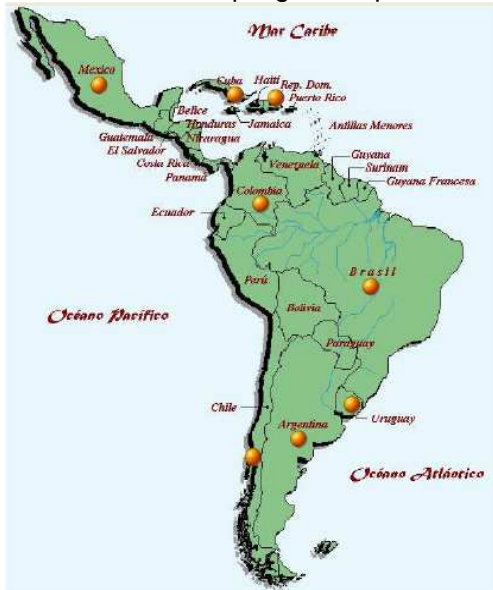 Mar Caribe
Mexico
Cuba
Haití
Rep. Dom.
Puerto Rico
Belice
Honduras
Jamaica
Antillas Menores
Guatemala
Nicaragua
El Salvador
Costa Rica
Panamá
Venezuela
Guyana
Surinam
Guyana Francesa
Colombia
Ecuador
Perú
Brasil
Bolivia
Océano Pacífico
Paraguay
Chile
Argentina
Uruguay
Océano Atlántico